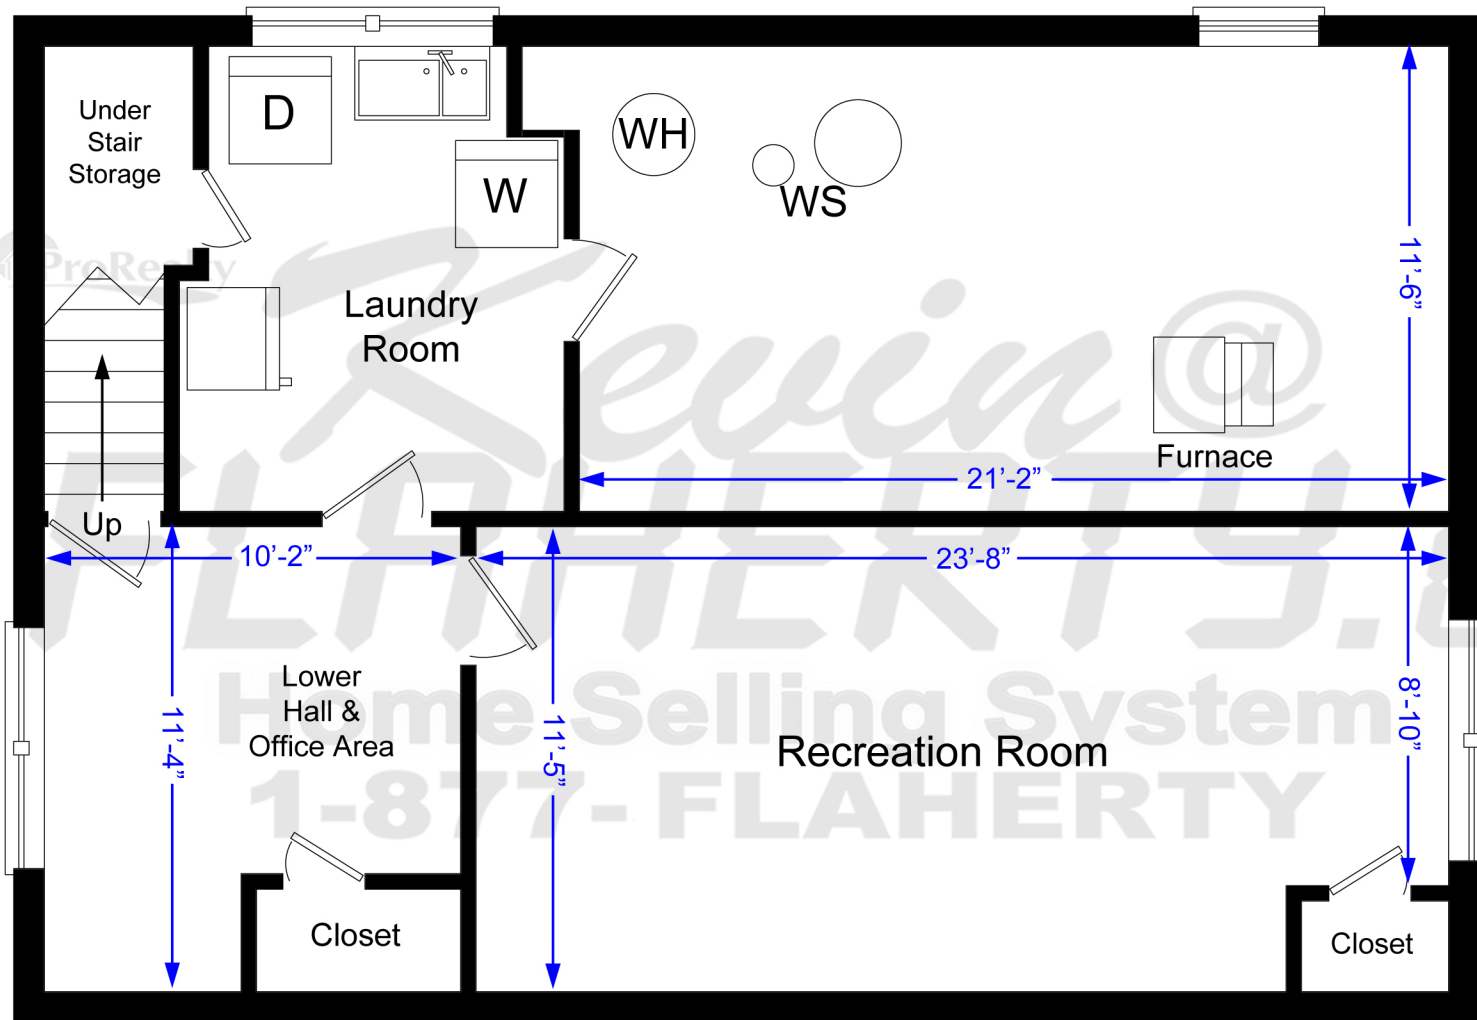 Under
Stair
Storage
D
W
WH
WS
11’-6”
ProRealty
Laundry
Room
Kevin@
Furnace
21’-2”
Up
10’-2”
23’-8”
FLAHERTY.
Lower
Hall &
Office Area
11’-4”
11’-5”
8’-10”
Home Selling System
Recreation Room
1-877-FLAHERTY
Closet
Closet